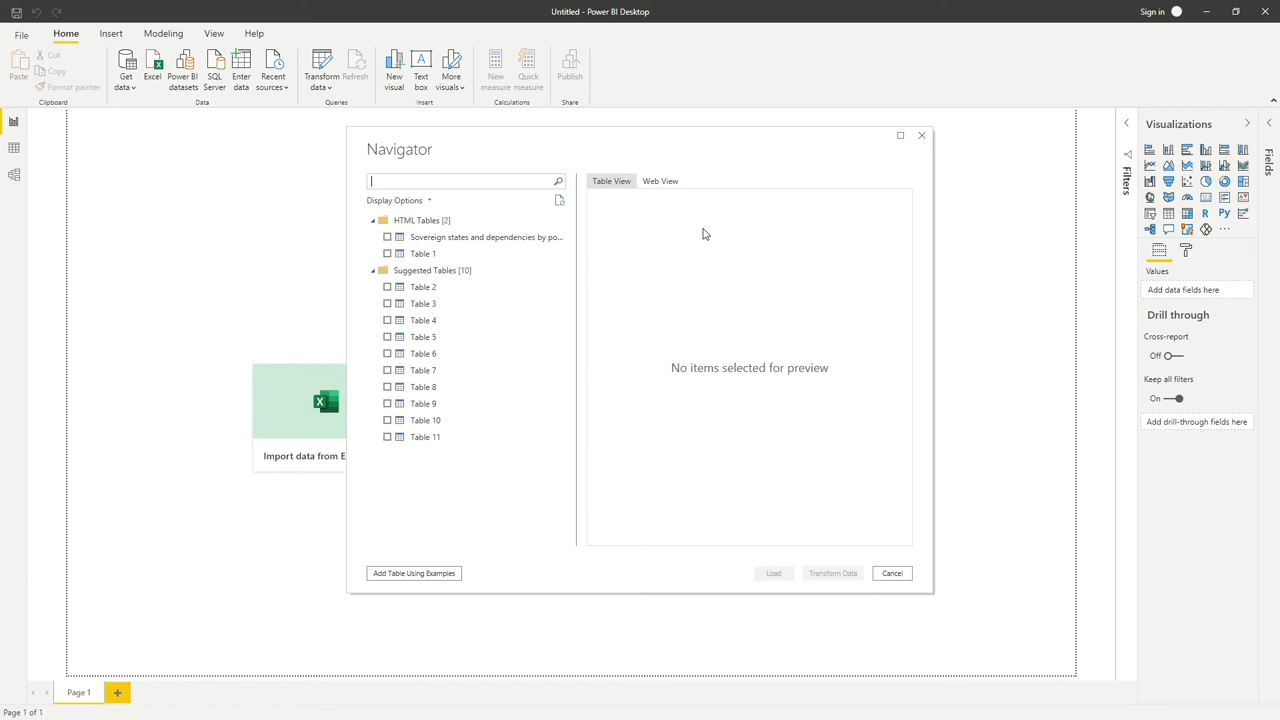 Untitled - Power BI Desktop
Sign in
File
Home
Insert
Modeling
View
Help
Paste
Cut
Copy
Format painter
Clipboard
Get data
Excel
Power BI datasets
SQL Server
Enter data
Recent sources
Data
Transform data
Refresh
Queries
New visual
Text box
More visuals
Insert
New measure
Quick measure
Calculations
Publish
Share
Navigator
Display Options
HTML Tables [2]
Sovereign states and dependencies by po...
Table 1
Suggested Tables [10]
Table 2
Table 3
Table 4
Table 5
Table 6
Table 7
Table 8
Table 9
Table 10
Table 11
Table View
Web View
No items selected for preview
Add Table Using Examples
Load
Transform Data
Cancel
Import data from E
Filters
Visualizations
R
Py
Values
Add data fields here
Drill through
Cross-report
Off
Keep all filters
On
Add drill-through fields here
Fields
Page 1
Page 1 of 1